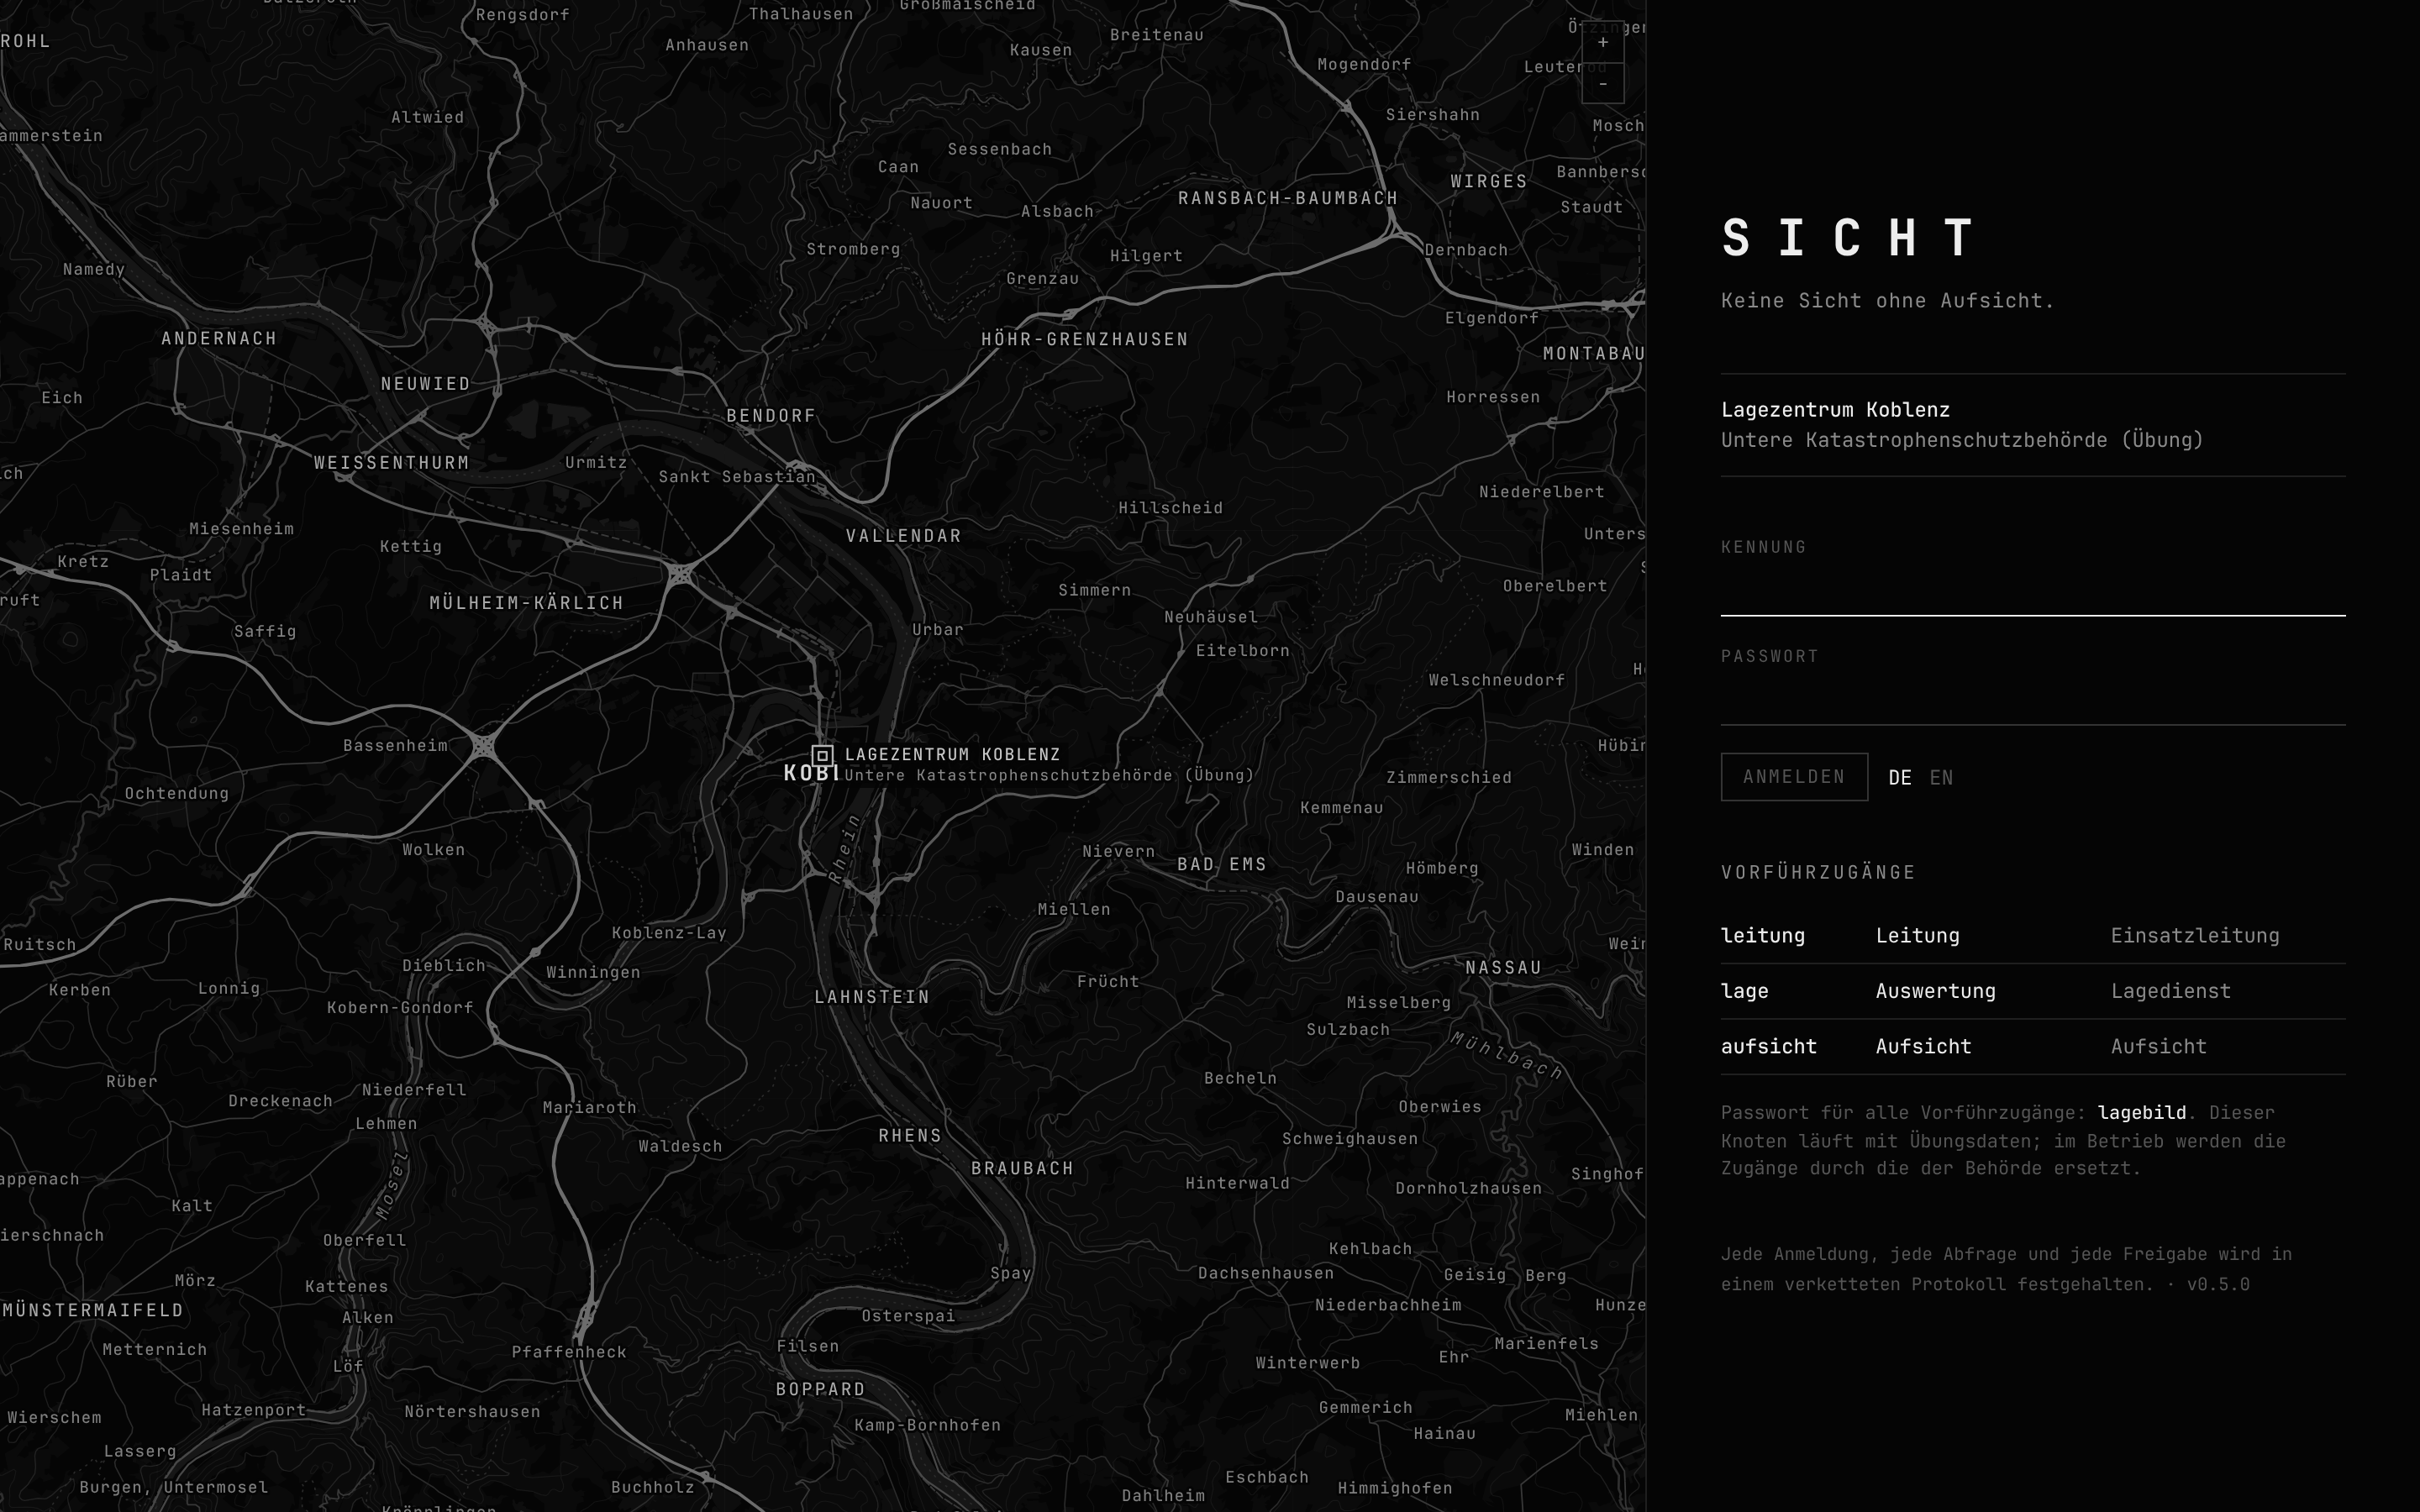 Rengsdorf
Thalhausen
Großmaischeid
Anhausen
Kausen
Breitenau
Mogendorf
+
-
Siershahn
Altwied
Sessenbach
Caan
Nauort
Alsbach
RANSBACH-BAUMBACH
WIRGES
Staudt
Stromberg
Hilgert
Dernbach
Namedy
Grenzau
Elgendorf
ANDERNACH
HÖHR-GRENZHAUSEN
NEUWIED
Eich
BENDORF
Horressen
WEISSENTHURM
Urmitz
Sankt Sebastian
Niederelbert
Hillscheid
Miesenheim
VALLENDAR
Kettig
Kretz
Plaidt
Simmern
Oberelbert
MÜLHEIM-KÄRLICH
Neuhäusel
Saffig
Urbar
Eitelborn
Welschneudorf
Bassenheim
LAGEZENTRUM KOBLENZ
Untere Katastrophenschutzbehörde (Übung)
Zimmerschied
Ochtendung
Kemmenau
Rhein
Wolken
Nievern
BAD EMS
Winden
Hömberg
Dausenau
Miellen
Koblenz-Lay
Ruitsch
Dieblich
Winningen
NASSAU
Kerben
Lonnig
Frücht
LAHNSTEIN
Kobern-Gondorf
Misselberg
Sulzbach
Mühlbach
Rüber
Becheln
Niederfell
Dreckenach
Mariaroth
Oberwies
Lehmen
RHENS
Schweighausen
Waldesch
BRAUBACH
Mosel
Hinterwald
Dornholzhausen
Kalt
Oberfell
Kehlbach
Mörz
Kattenes
Spay
Dachsenhausen
Geisig
Berg
MÜNSTERMAIFELD
Alken
Osterspai
Niederbachheim
Metternich
Pfaffenheck
Filsen
Marienfels
Löf
Winterwerb
Ehr
BOPPARD
Hatzenport
Nörtershausen
Gemmerich
Wierschem
Kamp-Bornhofen
Miehlen
Hainau
Lasserg
Eschbach
Burgen, Untermosel
Buchholz
Himmighofen
Dahlheim
SICHT
Keine Sicht ohne Aufsicht.
Lagezentrum Koblenz
Untere Katastrophenschutzbehörde (Übung)
KENNUNG
PASSWORT
ANMELDEN DE EN
VORFÜHRZUGÄNGE
leitung Leitung Einsatzleitung
lage Auswertung Lagedienst
aufsicht Aufsicht Aufsicht
Passwort für alle Vorführzugänge: lagebild. Dieser
Knoten läuft mit Übungsdaten; im Betrieb werden die
Zugänge durch die der Behörde ersetzt.
Jede Anmeldung, jede Abfrage und jede Freigabe wird in
einem verketteten Protokoll festgehalten. · v0.5.0